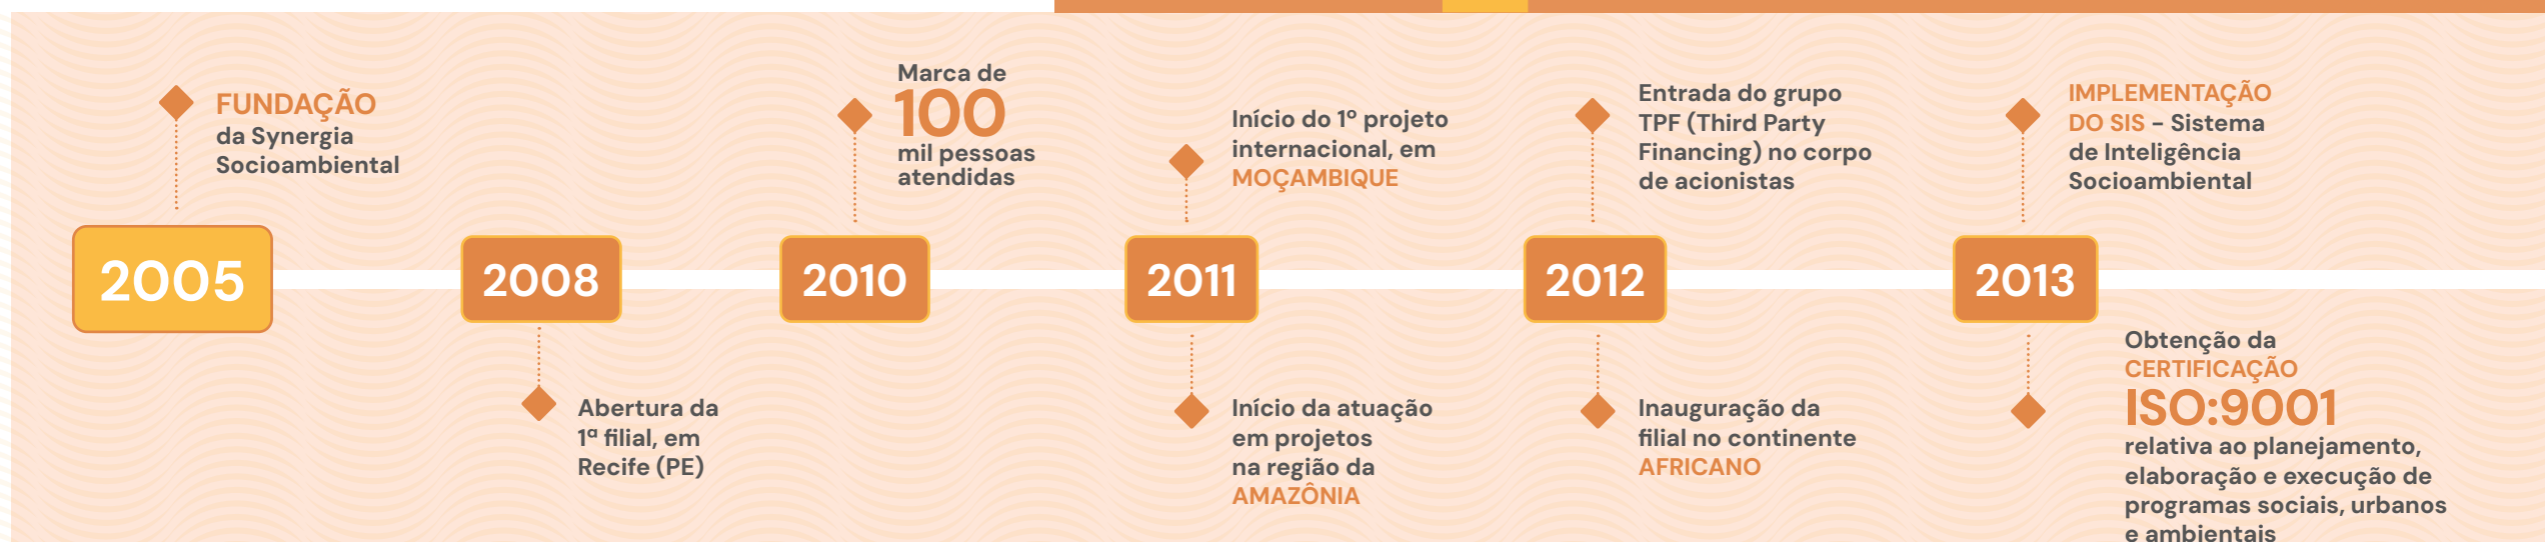 FUNDAÇÃO
da Synergia
Socioambiental
2005
2008
Abertura da
1ª filial, em
Recife (PE)
Marca de
100
mil pessoas
atendidas
2010
Início do 1º projeto
internacional, em
MOÇAMBIQUE
2011
Início da atuação
em projetos
na região da
AMAZÔNIA
Entrada do grupo
TPF (Third Party
Financing) no corpo
de acionistas
2012
Inauguração da
filial no continente
AFRICANO
IMPLEMENTAÇÃO
DO SIS – Sistema
de Inteligência
Socioambiental
2013
Obtenção da
CERTIFICAÇÃO
ISO:9001
relativa ao planejamento,
elaboração e execução de
programas sociais, urbanos
e ambientais